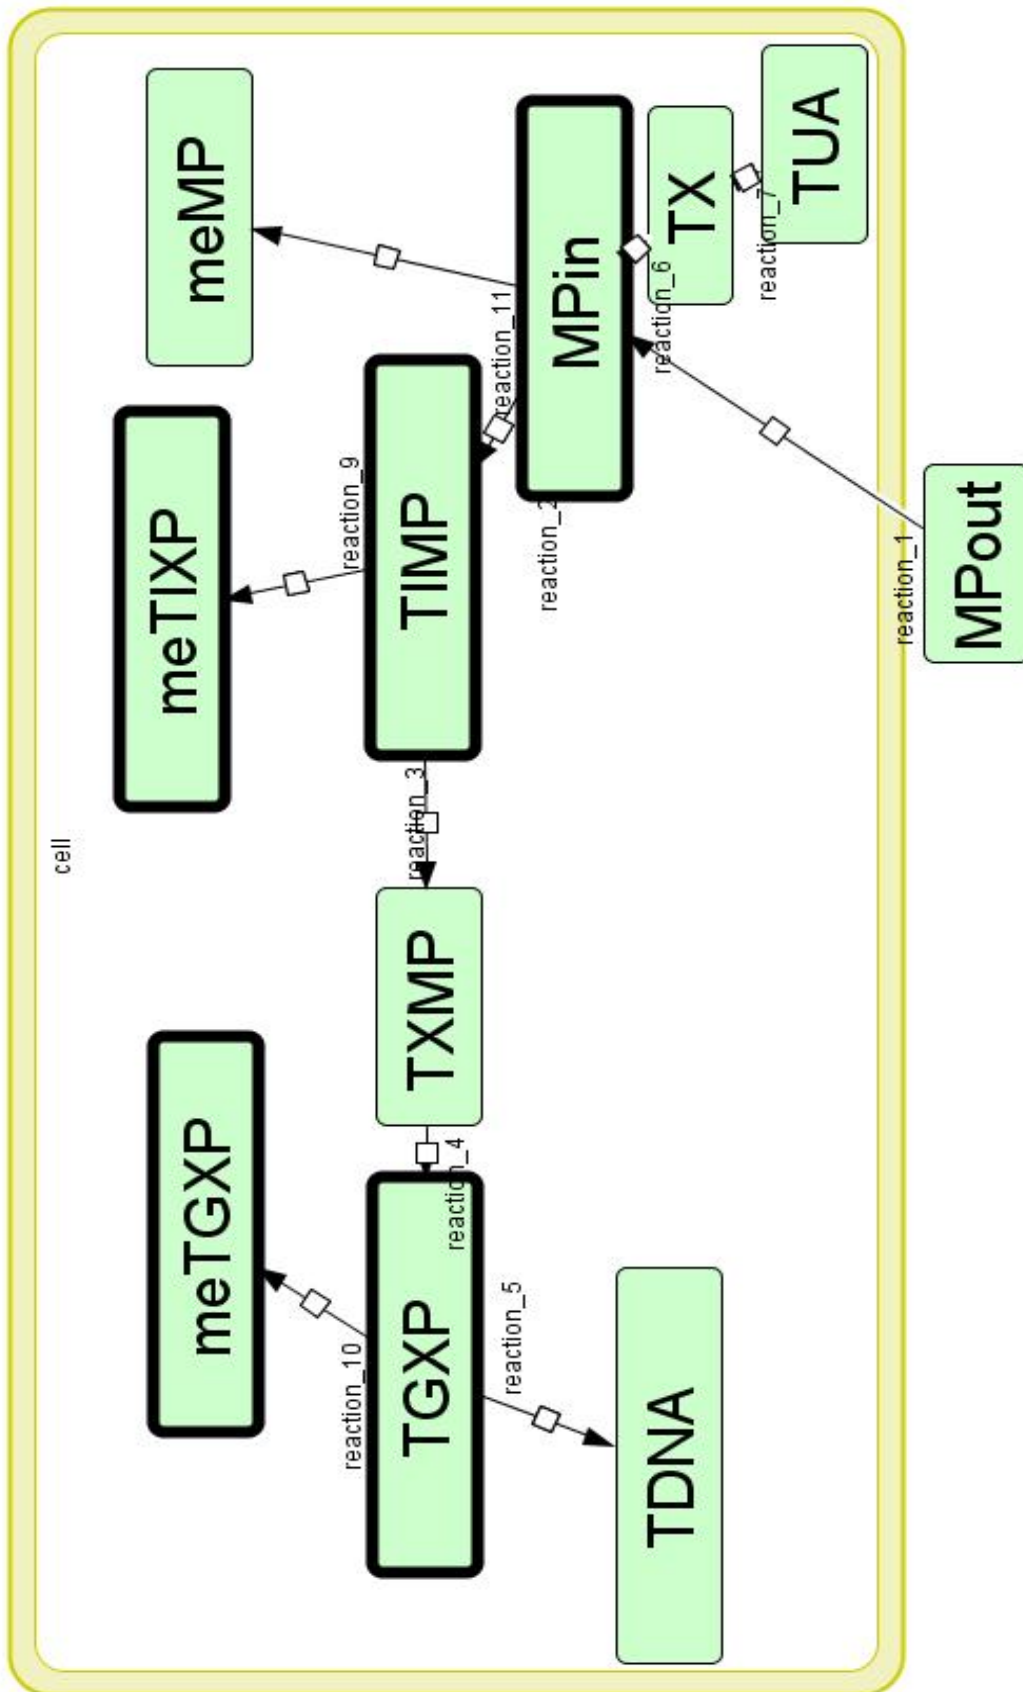 cell
meTIXP
meMP
meTGXP
reaction_9
reaction_10
TIMP
reaction_3
TXMP
TGXP
reaction_4
reaction_11
reaction_5
reaction_2
MPin
reaction_6
TX
TDNA
reaction_7
TUA
reaction_1
MPout